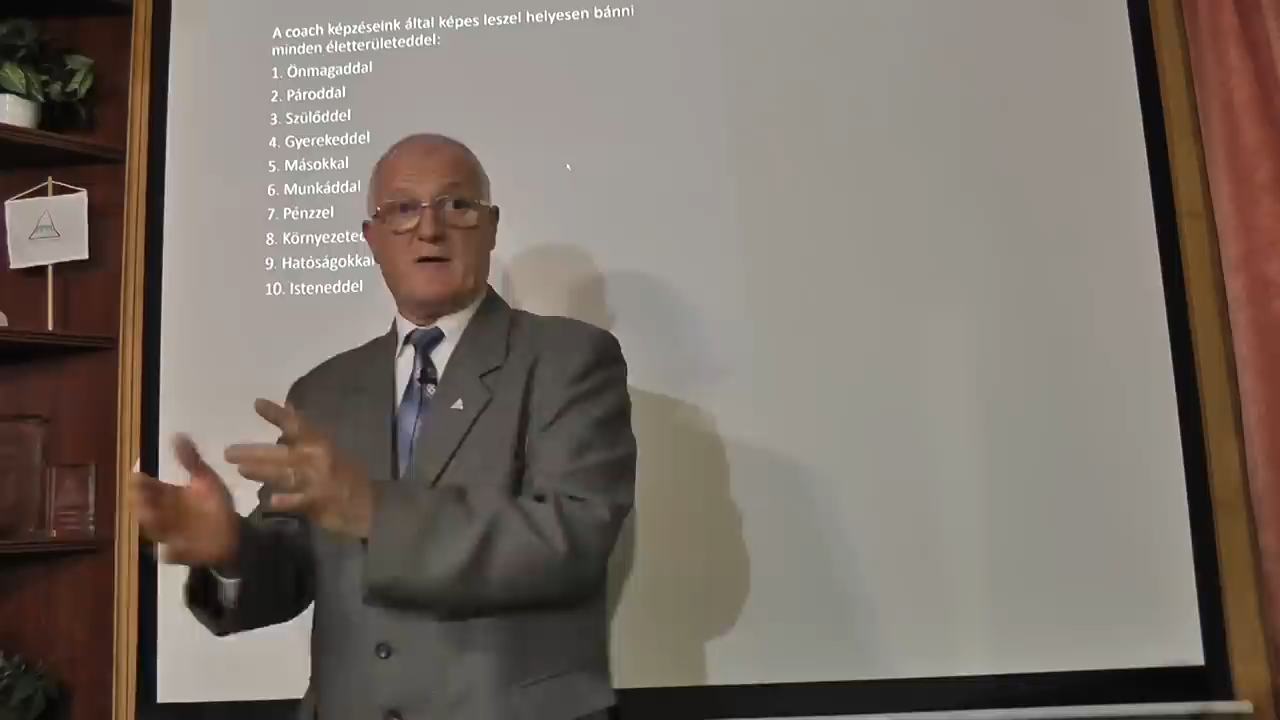 A coach képzéseink által képes leszel helyesen bánni
minden életterületeddel:
1. Önmagaddal
2. Pároddal
3. Szülőddel
4. Gyerekeddel
5. Másokkal
6. Munkáddal
7. Pénzzel
8. Környezeted
9. Hatóságokkal
10. Isteneddel